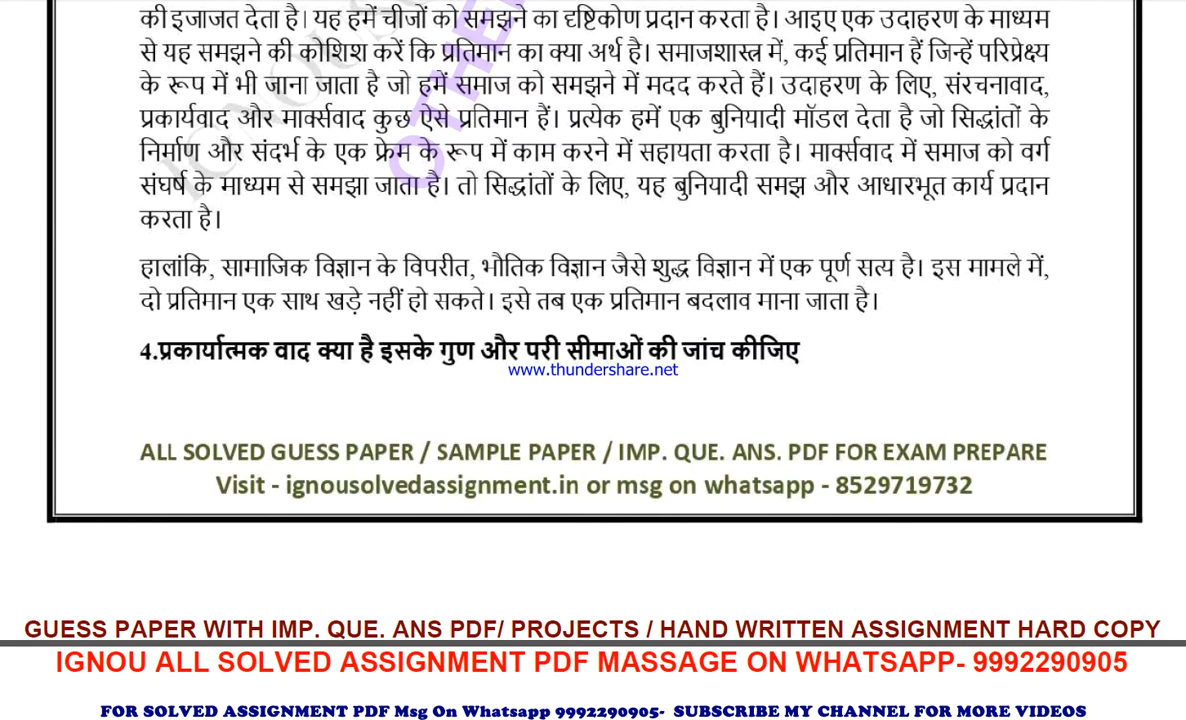 की इजाजत देता है। यह हमें चीजों को समझने का दृष्टिकोण प्रदान करता है। आइए एक उदाहरण के माध्यम
से यह समझने की कोशिश करें कि प्रतिमान का क्या अर्थ है। समाजशास्त्र में, कई प्रतिमान हैं जिन्हें परिप्रेक्ष्य
के रूप में भी जाना जाता है जो हमें समाज को समझने में मदद करते हैं। उदाहरण के लिए, संरचनावाद,
प्रकार्यवाद और मार्क्सवाद कुछ ऐसे प्रतिमान हैं। प्रत्येक हमें एक बुनियादी मॉडल देता है जो सिद्धांतों के
निर्माण और संदर्भ के एक फ्रेम के रूप में काम करने में सहायता करता है। मार्क्सवाद में समाज को वर्ग
संघर्ष के माध्यम से समझा जाता है। तो सिद्धांतों के लिए, यह बुनियादी समझ और आधारभूत कार्य प्रदान
करता है।
हालांकि, सामाजिक विज्ञान के विपरीत, भौतिक विज्ञान जैसे शुद्ध विज्ञान में एक पूर्ण सत्य है। इस मामले में,
दो प्रतिमान एक साथ खड़े नहीं हो सकते। इसे तब एक प्रतिमान बदलाव माना जाता है।
4.प्रकार्यात्मक वाद क्या है इसके गुण और परी सीमाओं की जांच कीजिए
www.thundershare.net
ALL SOLVED GUESS PAPER / SAMPLE PAPER / IMP. QUE. ANS. PDF FOR EXAM PREPARE
Visit - ignousolvedassignment.in or msg on whatsapp - 8529719732
GUESS PAPER WITH IMP. QUE. ANS PDF/ PROJECTS / HAND WRITTEN ASSIGNMENT HARD COPY
IGNOU ALL SOLVED ASSIGNMENT PDF MASSAGE ON WHATSAPP- 9992290905
FOR SOLVED ASSIGNMENT PDF Msg On Whatsapp 9992290905- SUBSCRIBE MY CHANNEL FOR MORE VIDEOS